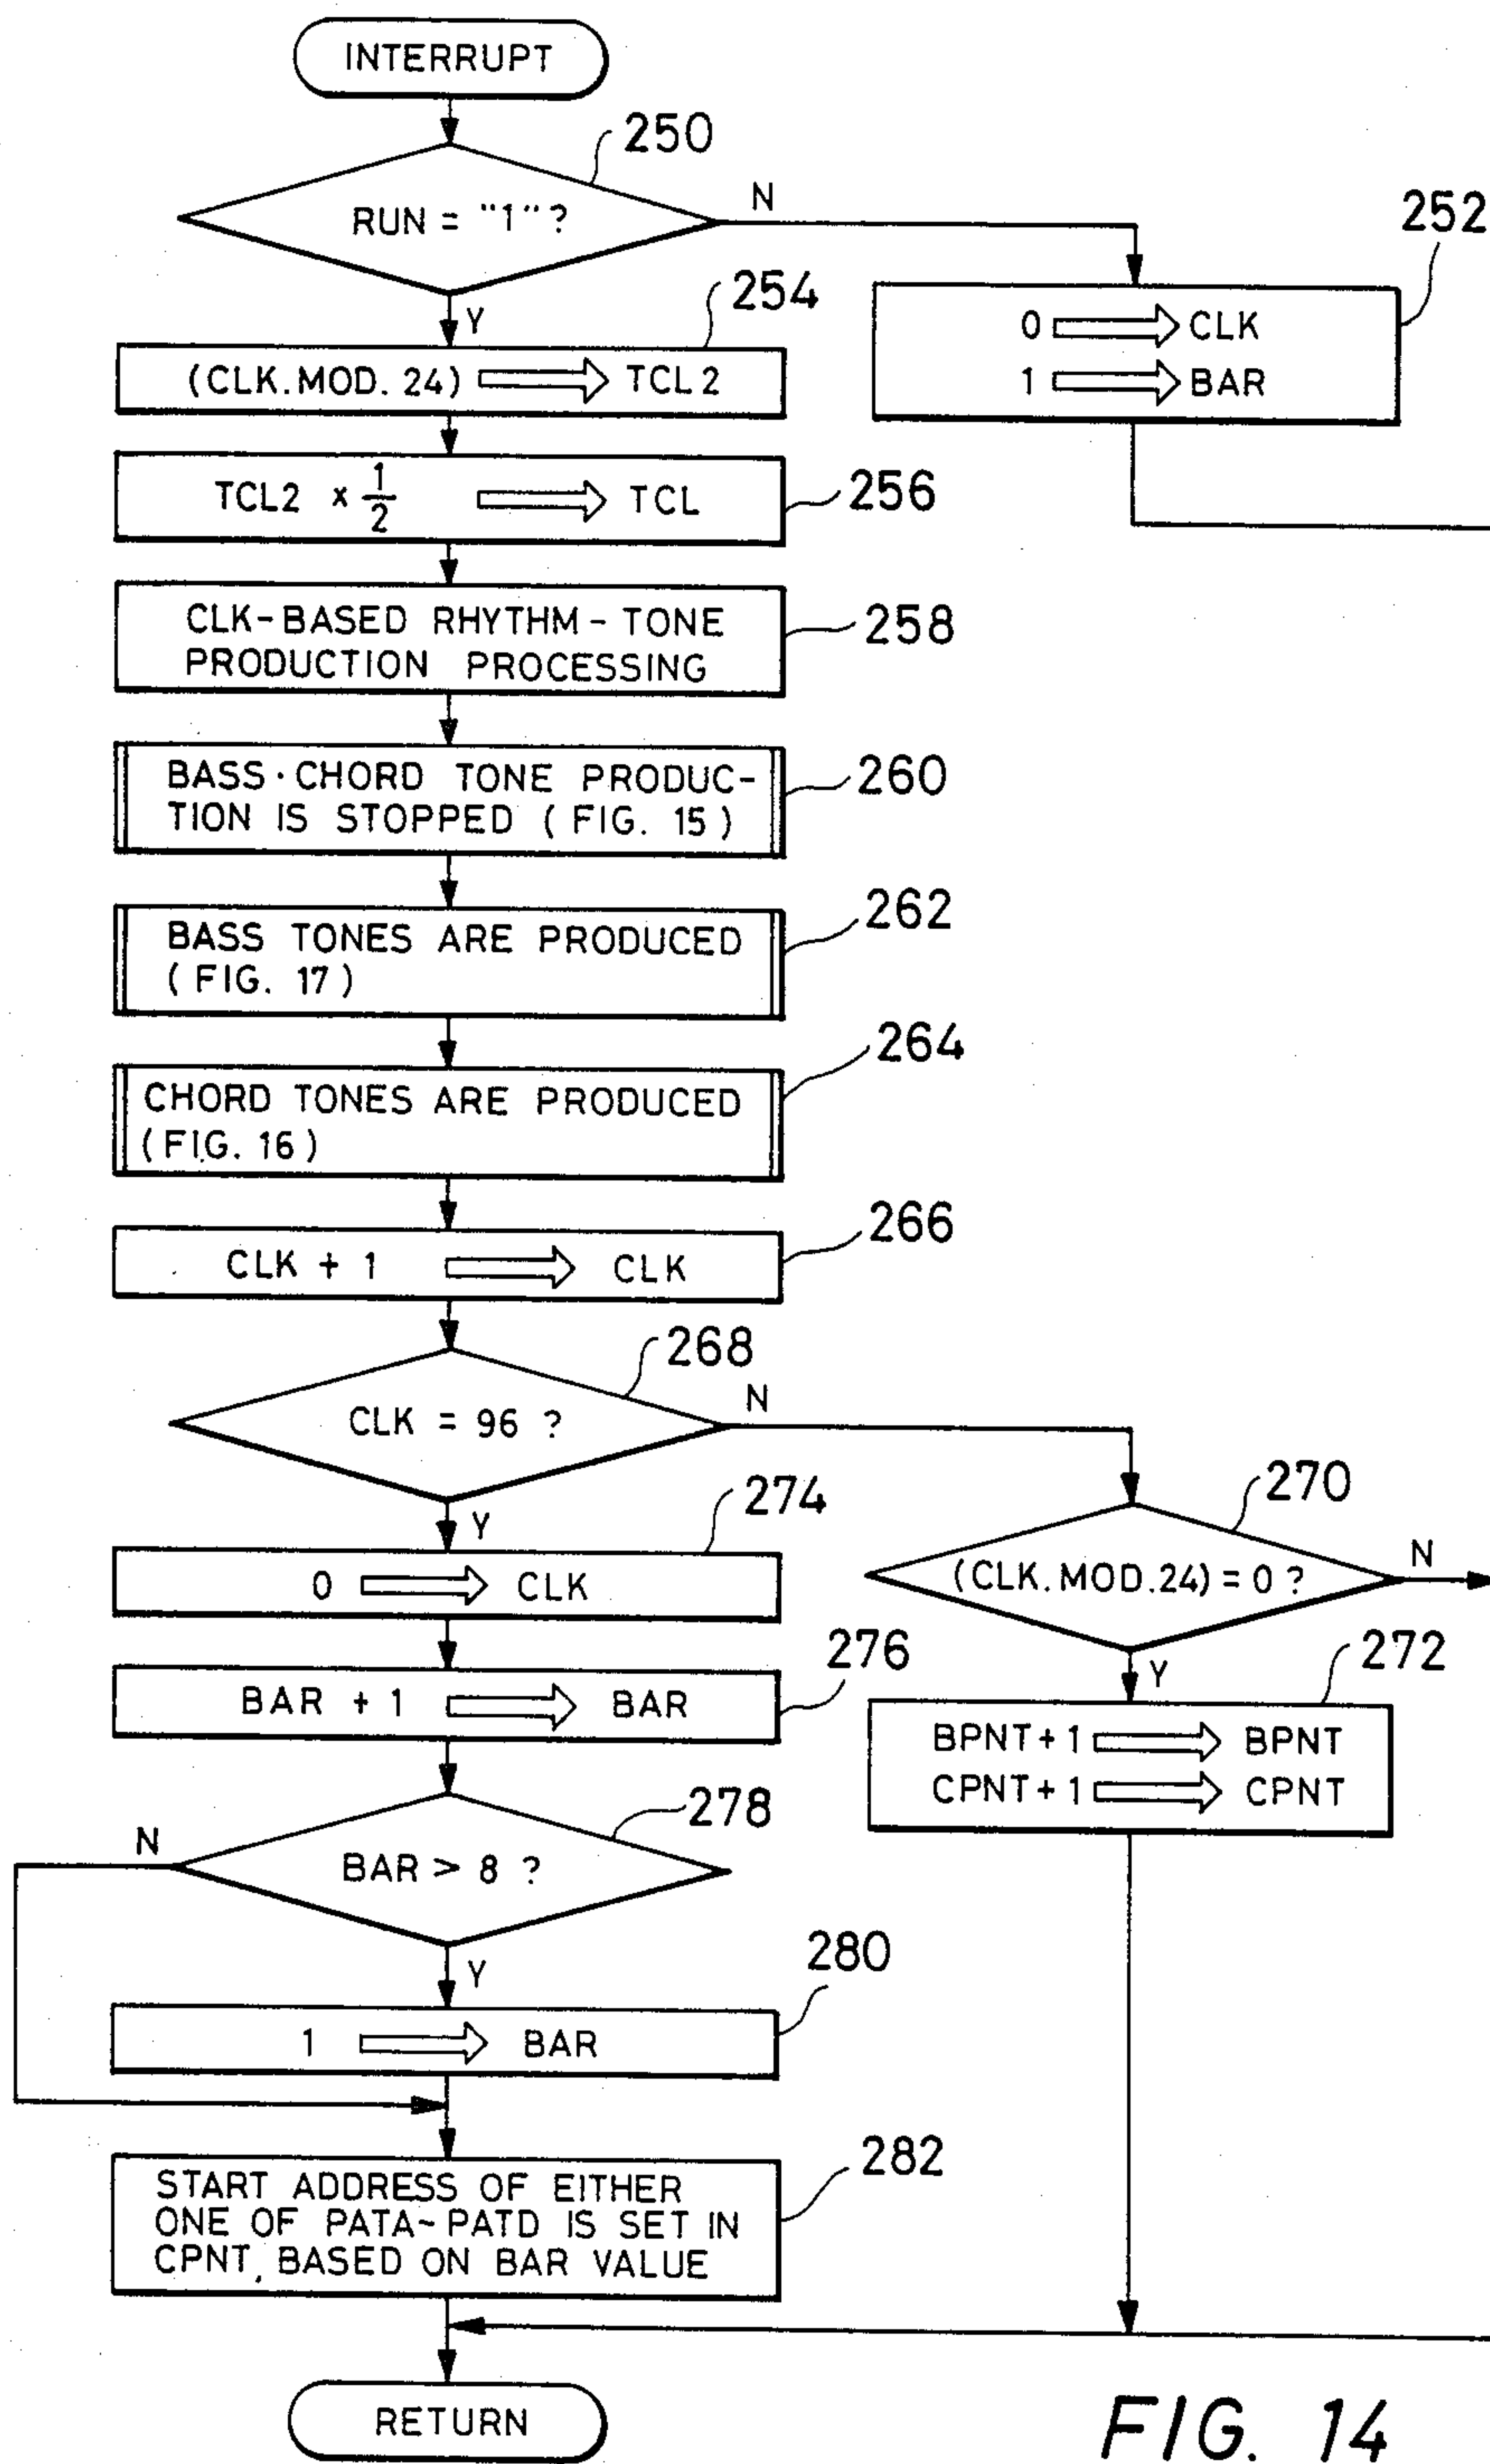 INTERRUPT
250
RUN = "1"?
N
252
0 ⇒ CLK
1 ⇒ BAR
Y
254
(CLK.MOD. 24) ⇒ TCL2
TCL2 × 1/2 ⇒ TCL
256
CLK-BASED RHYTHM-TONE
PRODUCTION PROCESSING
258
BASS·CHORD TONE PRODUC-
TION IS STOPPED (FIG. 15)
260
BASS TONES ARE PRODUCED
(FIG. 17)
262
CHORD TONES ARE PRODUCED
(FIG. 16)
264
CLK + 1 ⇒ CLK
266
268
CLK = 96 ?
N
270
(CLK.MOD.24)=0?
N
Y
272
BPNT+1 ⇒ BPNT
CPNT+1 ⇒ CPNT
Y
274
0 ⇒ CLK
BAR + 1 ⇒ BAR
276
278
N
BAR > 8 ?
Y
280
1 ⇒ BAR
START ADDRESS OF EITHER
ONE OF PATA~PATD IS SET IN
CPNT, BASED ON BAR VALUE
282
RETURN
FIG. 14